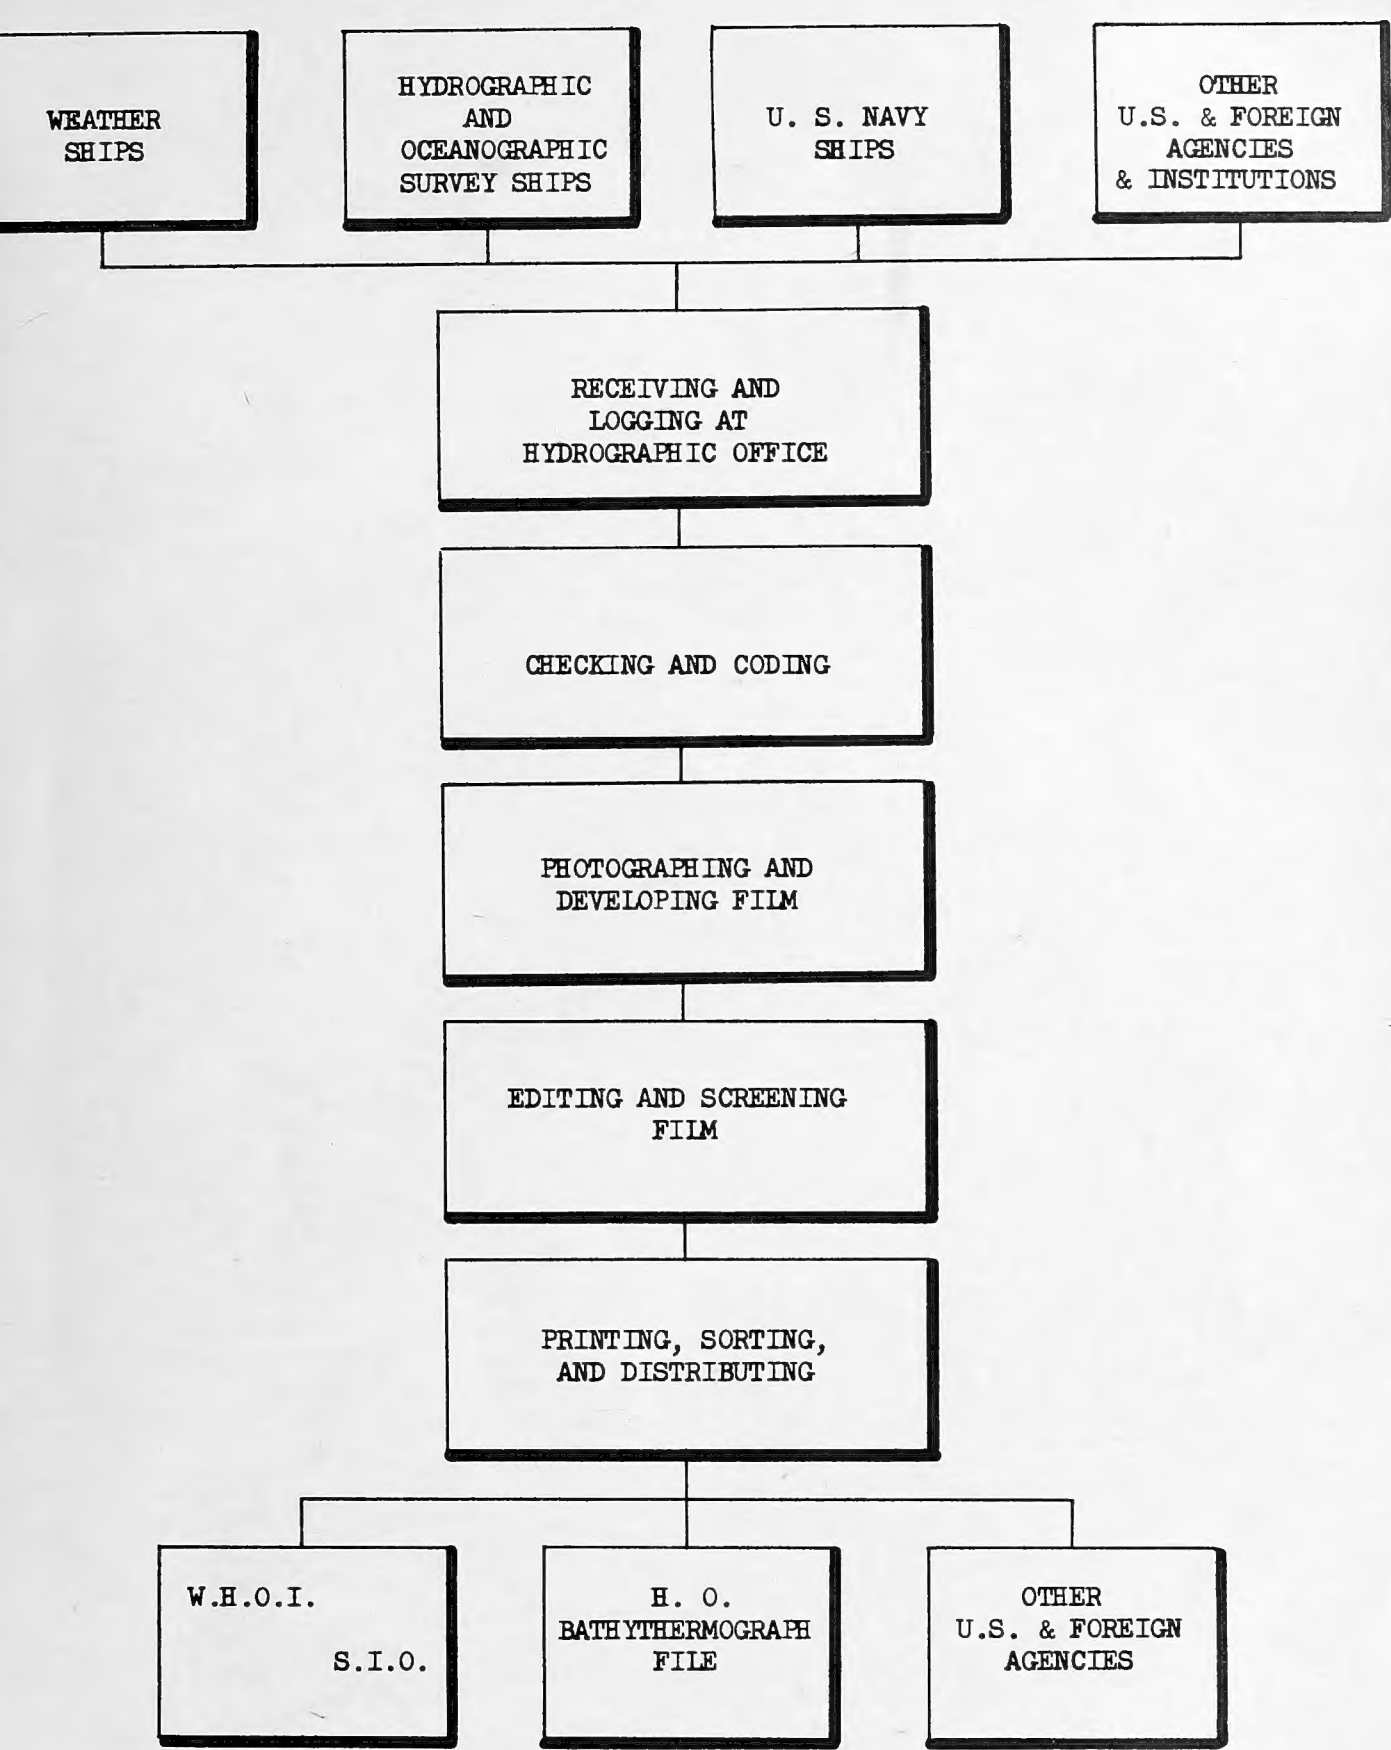 WEATHER
SHIPS
HYDROGRAPHIC
AND
OCEANOGRAPHIC
SURVEY SHIPS
U. S. NAVY
SHIPS
OTHER
U.S. & FOREIGN
AGENCIES
& INSTITUTIONS
RECEIVING AND
LOGGING AT
HYDROGRAPHIC OFFICE
CHECKING AND CODING
PHOTOGRAPHING AND
DEVELOPING FILM
EDITING AND SCREENING
FILM
PRINTING, SORTING,
AND DISTRIBUTING
W.H.O.I.
S.I.O.
H. O.
BATHYTHERMOGRAPH
FILE
OTHER
U.S. & FOREIGN
AGENCIES